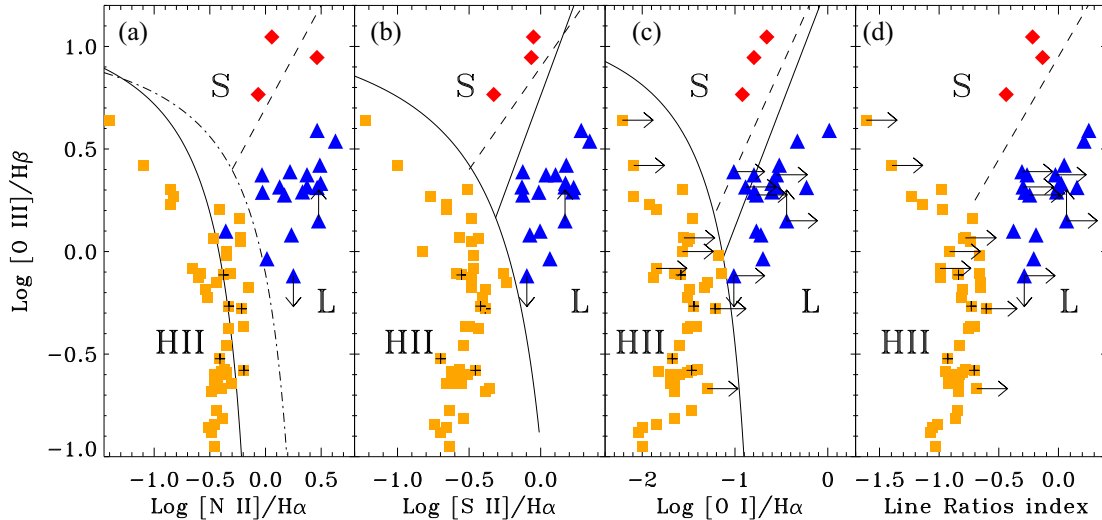 (a) (b) (c) (d)
S S S S
HII HII HII HII
L L L L
1.0
0.5
0.0
−0.5
−1.0
Log [O III]/Hβ
−1.0 −0.5 0.0 0.5
−1.0 −0.5 0.0
−2 −1 0
−1.5 −1.0 −0.5 0.0
Log [N II]/Hα
Log [S II]/Hα
Log [O I]/Hα
Line Ratios index